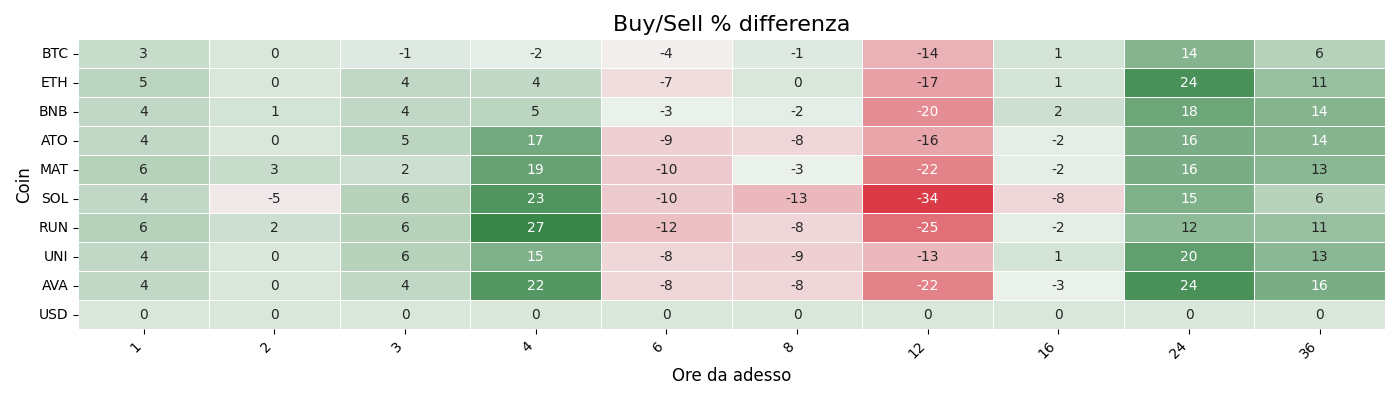 Buy/Sell % differenza
Coin
BTC 3 0 -1 -2 -4 -1 -14 1 14 6
ETH 5 0 4 4 -7 0 -17 1 24 11
BNB 4 1 4 5 -3 -2 -20 2 18 14
ATO 4 0 5 17 -9 -8 -16 -2 16 14
MAT 6 3 2 19 -10 -3 -22 -2 16 13
SOL 4 -5 6 23 -10 -13 -34 -8 15 6
RUN 6 2 6 27 -12 -8 -25 -2 12 11
UNI 4 0 6 15 -8 -9 -13 1 20 13
AVA 4 0 4 22 -8 -8 -22 -3 24 16
USD 0 0 0 0 0 0 0 0 0 0
1 2 3 4 6 8 12 16 24 36
Ore da adesso